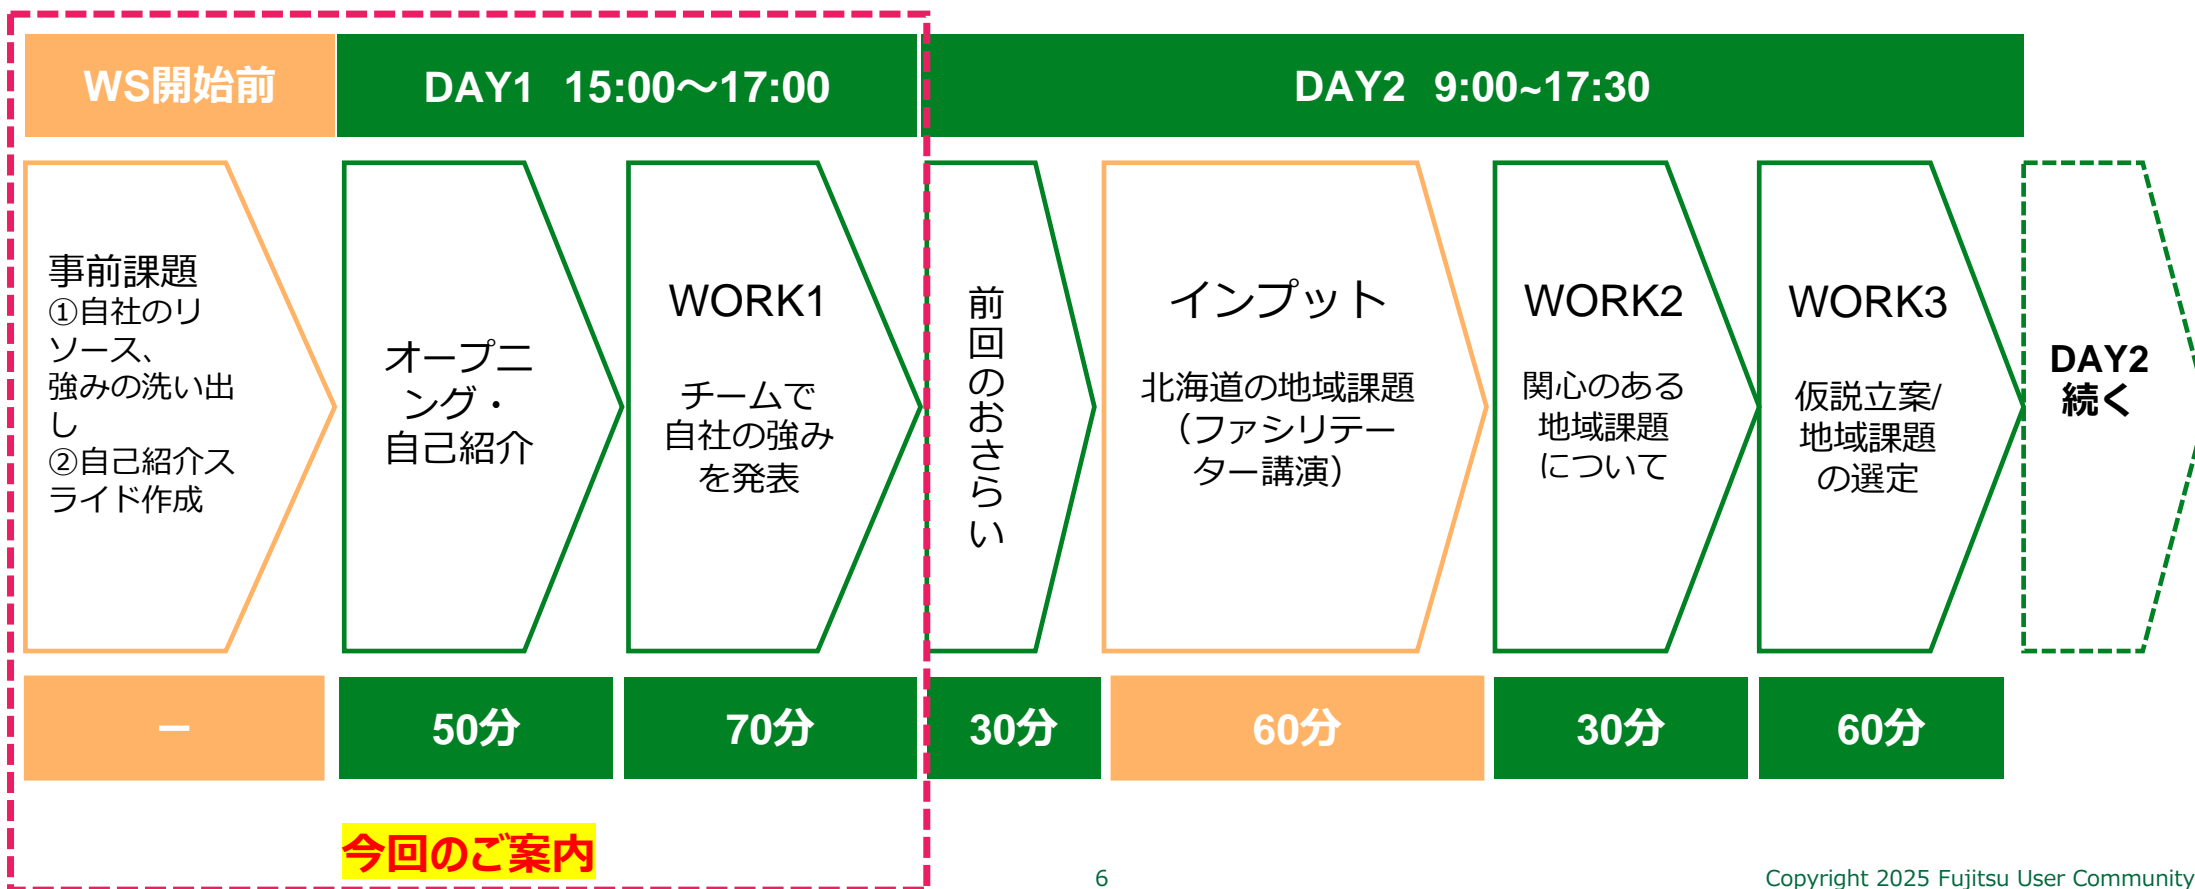 WS開始前
DAY1 15:00～17:00
DAY2 9:00~17:30
事前課題
①自社のリ
ソース、
強みの洗い出
し
②自己紹介ス
ライド作成
オープニ
ング・
自己紹介
WORK1
チームで
自社の強み
を発表
前回のおさらい
インプット
北海道の地域課題
（ファシリテー
ター講演）
WORK2
関心のある
地域課題
について
WORK3
仮説立案/
地域課題
の選定
DAY2
続く
ー
50分
70分
30分
60分
30分
60分
今回のご案内
6
Copyright 2025 Fujitsu User Community